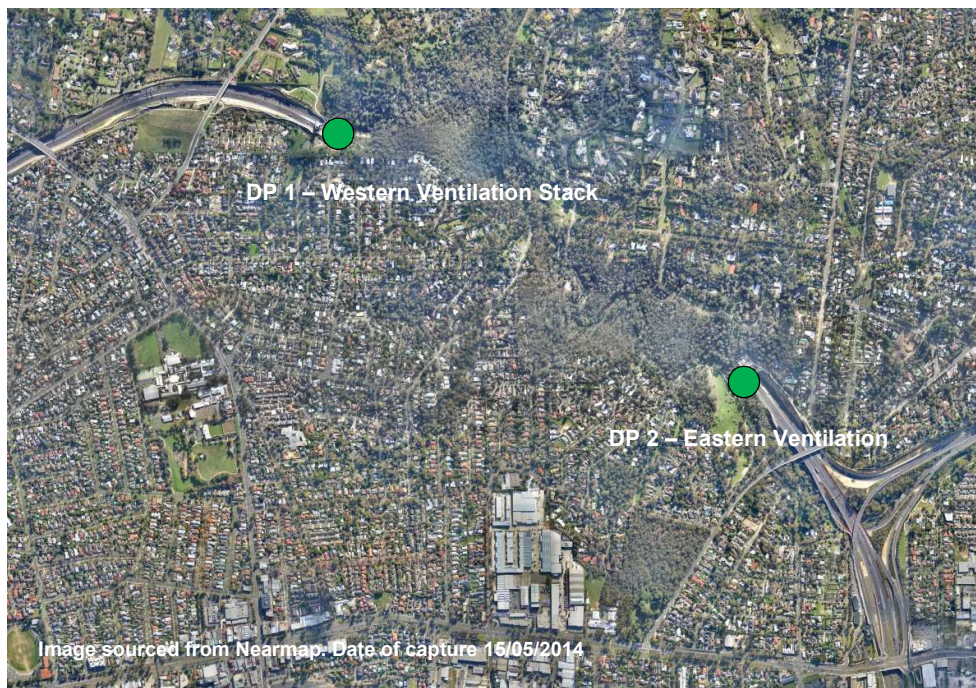 DP 1 – Western Ventilation Stack
DP 2 – Eastern Ventilation
Image sourced from Nearmap. Date of capture 15/05/2014